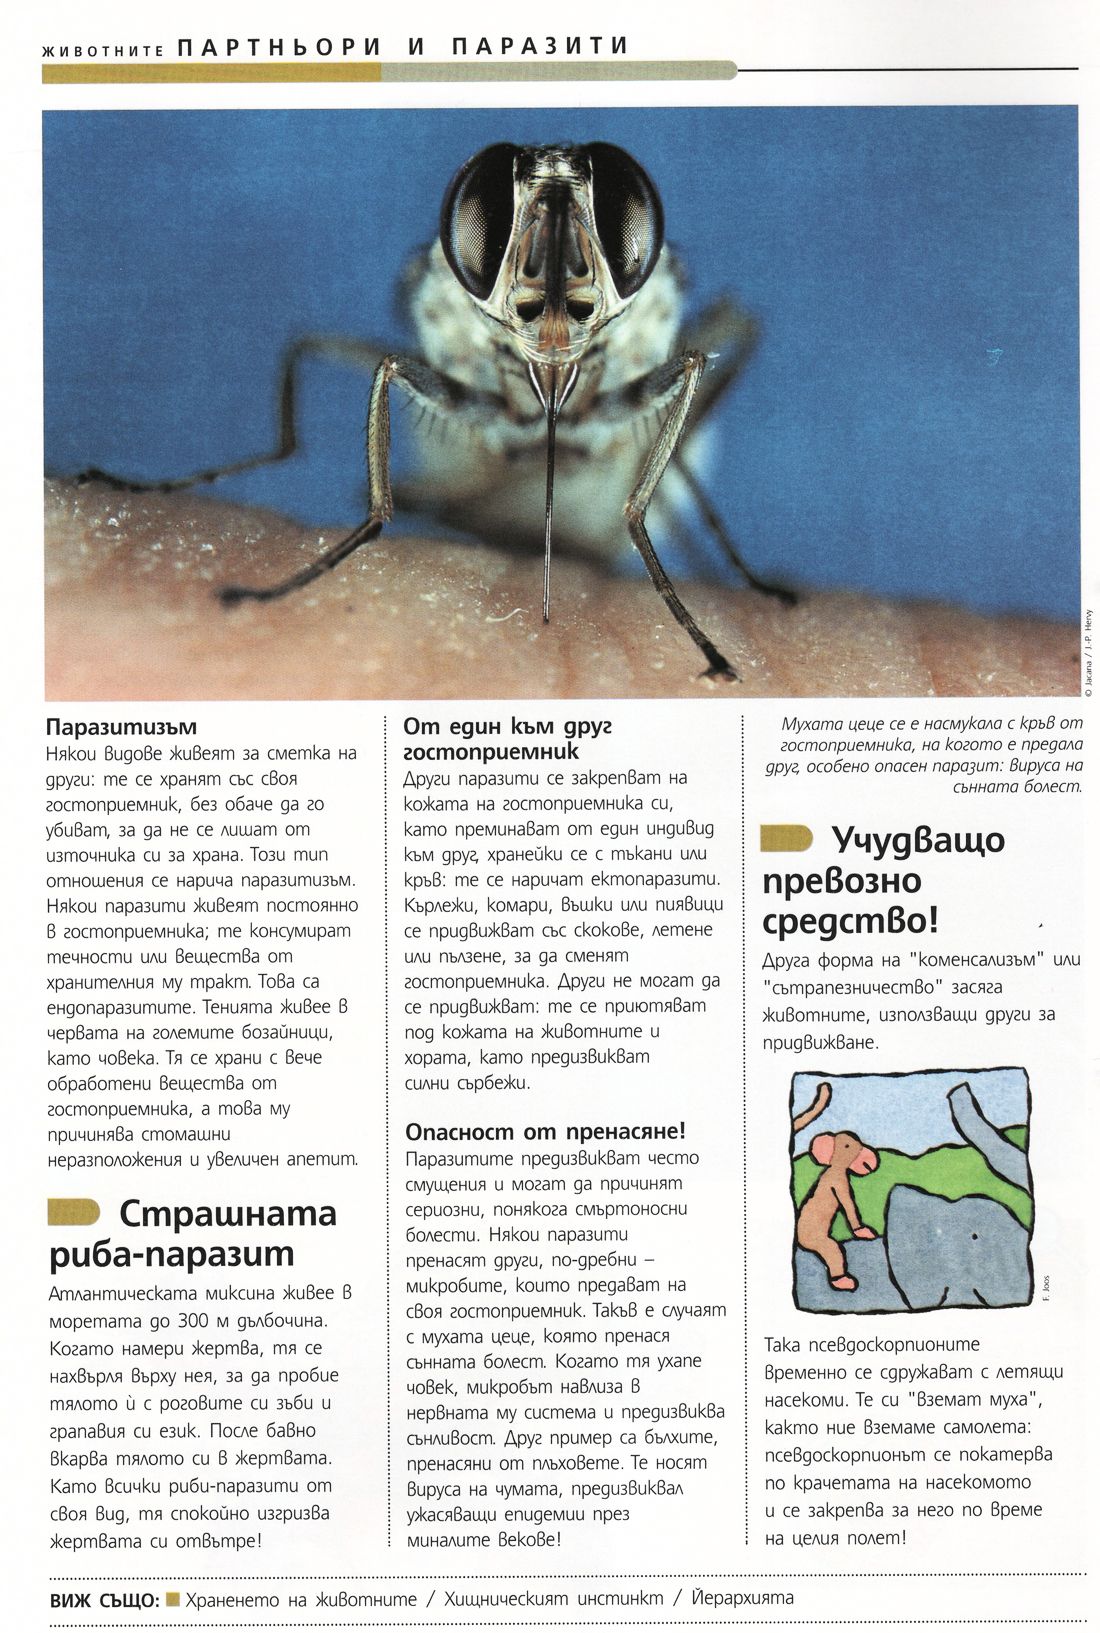 ЖИВОТНИТЕ ПАРТНЬОРИ И ПАРАЗИТИ
© Jacana / J.-P. Hervy
Паразитизъм
Някои видове живеят за сметка на
други: те се хранят със своя
гостоприемник, без обаче да го
убиват, за да не се лишат от
източника си за храна. Този тип
отношения се нарича паразитизъм.
Някои паразити живеят постоянно
в гостоприемника; те консумират
течности или вещества от
хранителния му тракт. Това са
ендопаразитите. Тенията живее в
червата на големите бозайници,
като човека. Тя се храни с вече
обработени вещества от
гостоприемника, а това му
причинява стомашни
неразположения и увеличен апетит.
Страшната
риба-паразит
Атлантическата миксина живее в
моретата до 300 м дълбочина.
Когато намери жертва, тя се
нахвърля върху нея, за да пробие
тялото ѝ с роговите си зъби и
грапавия си език. После бавно
вкарва тялото си в жертвата.
Като всички риби-паразити от
своя вид, тя спокойно изгризва
жертвата си отвътре!
От един към друг
гостоприемник
Други паразити се закрепват на
кожата на гостоприемника си,
като преминават от един индивид
към друг, хранейки се с тъкани или
кръв: те се наричат ектопаразити.
Кърлежи, комари, въшки или пиявици
се придвижват със скокове, летене
или пълзене, за да сменят
гостоприемника. Други не могат да
се придвижват: те се приютяват
под кожата на животните и
хората, като предизвикват
силни сърбежи.
Опасност от пренасяне!
Паразитите предизвикват често
смущения и могат да причинят
сериозни, понякога смъртоносни
болести. Някои паразити
пренасят други, по-дребни –
микробите, които предават на
своя гостоприемник. Такъв е случаят
с мухата цеце, която пренася
сънната болест. Когато тя ухапе
човек, микробът навлиза в
нервната му система и предизвиква
сънливост. Друг пример са бълхите,
пренасяни от плъховете. Те носят
вируса на чумата, предизвиквал
ужасяващи епидемии през
миналите векове!
Мухата цеце се е насмукала с кръв от
гостоприемника, на когото е предала
друг, особено опасен паразит: вируса на
сънната болест.
Учудващо
превозно
средство!
Друга форма на "коменсализъм" или
"сътрапезничество" засяга
животните, използващи други за
придвижване.
F. Joos
Така псевдоскорпионите
временно се сдружават с летящи
насекоми. Те си "вземат муха",
както ние вземаме самолета:
псевдоскорпионът се покатерва
по крачетата на насекомото
и се закрепва за него по време
на целия полет!
ВИЖ СЪЩО: Храненето на животните / Хищническият инстинкт / Йерархията